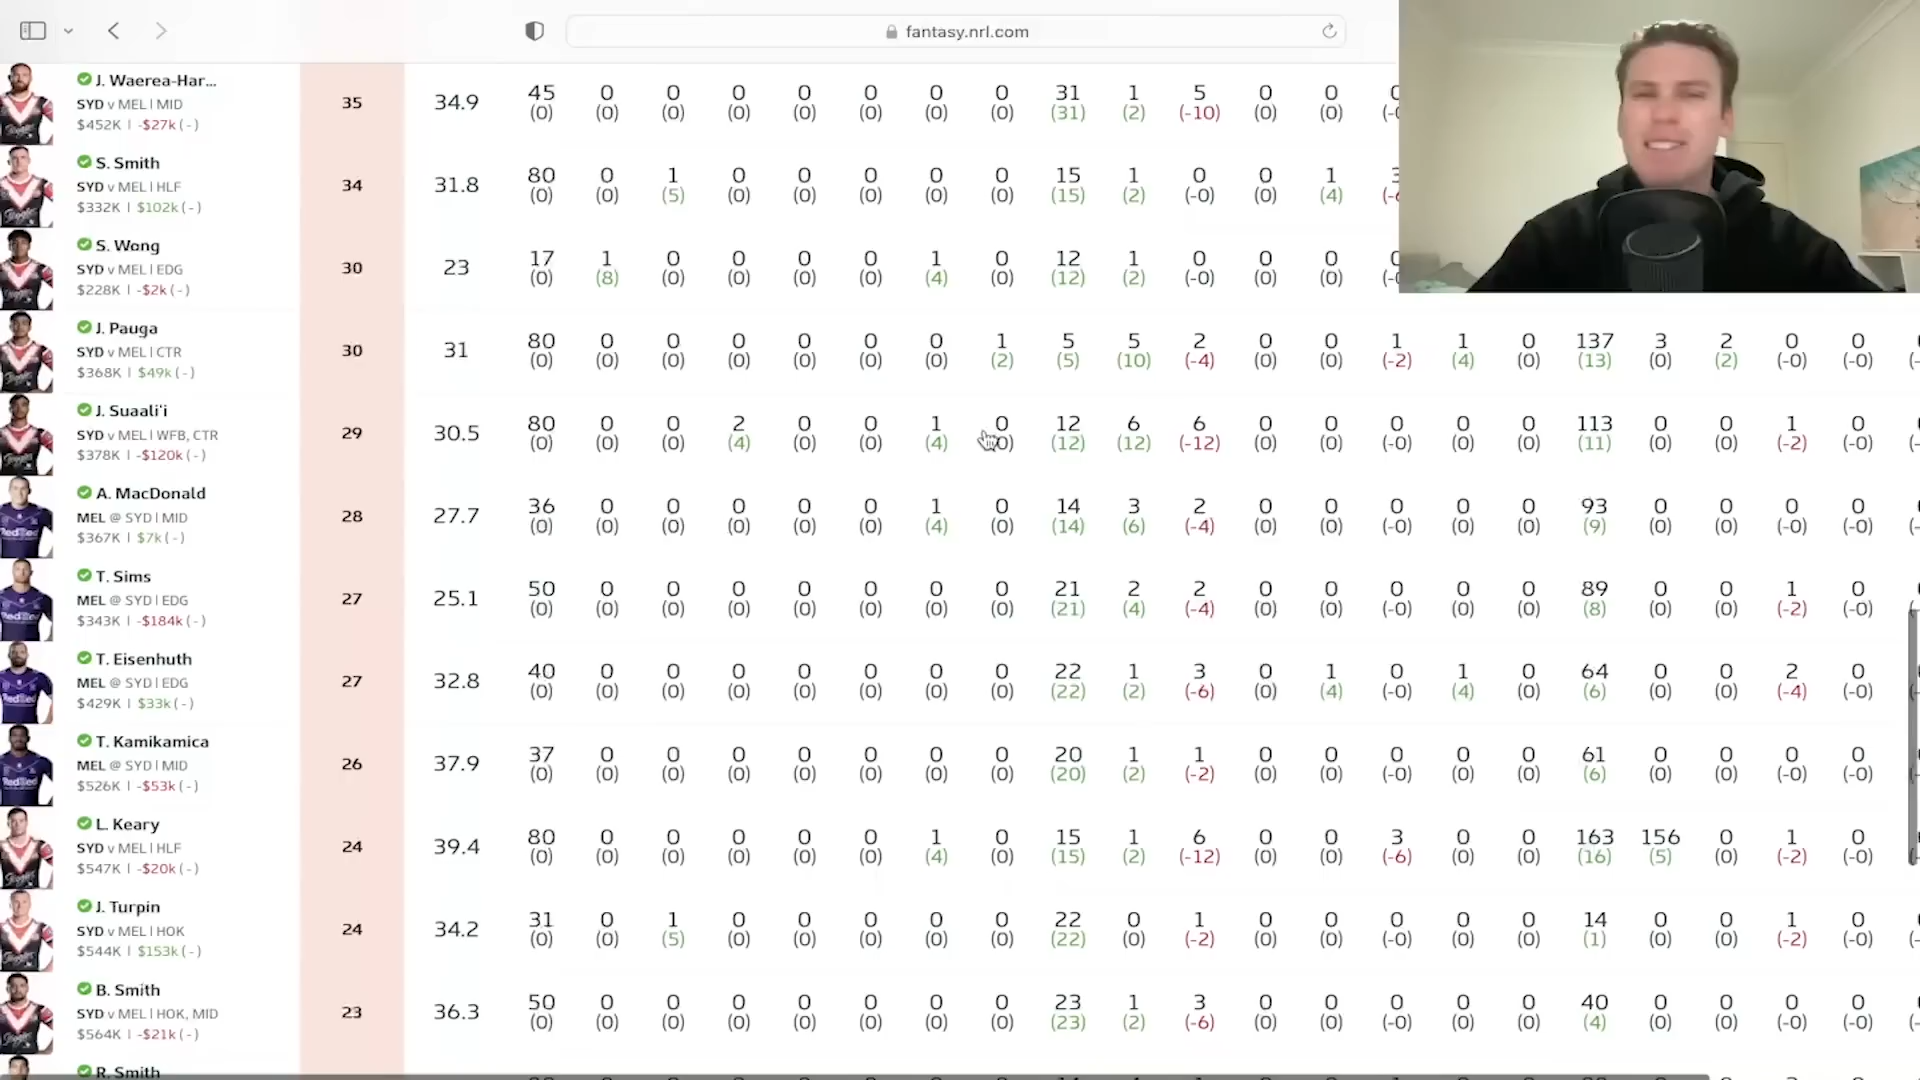 fantasy.nrl.com
J. Waerea-Har...
SYD v MEL | MID
$452K | -$27k (-)
35 34.9 45 0 0 0 0 0 0 0 31 1 5 0 0
(0) (0) (0) (0) (0) (0) (0) (0) (31) (2) (-10) (0) (0)
S. Smith
SYD v MEL | HLF
$332K | $102k (-)
34 31.8 80 0 1 0 0 0 0 0 15 1 0 0 1
(0) (0) (5) (0) (0) (0) (0) (0) (15) (2) (-0) (0) (4)
S. Wong
SYD v MEL | EDG
$228K | -$2k (-)
30 23 17 1 0 0 0 0 1 0 12 1 0 0 0
(0) (8) (0) (0) (0) (0) (4) (0) (12) (2) (-0) (0) (0)
J. Pauga
SYD v MEL | CTR
$368K | $49k (-)
30 31 80 0 0 0 0 0 0 1 5 5 2 0 0 1 1 0 137 3 2 0 0
(0) (0) (0) (0) (0) (0) (0) (2) (5) (10) (-4) (0) (0) (-2) (4) (0) (13) (0) (2) (-0) (-0)
J. Suaali'i
SYD v MEL | WFB, CTR
$378K | -$120k (-)
29 30.5 80 0 0 2 0 0 1 0 12 6 6 0 0 0 0 0 113 0 0 1 0
(0) (0) (0) (4) (0) (0) (4) (0) (12) (12) (-12) (0) (0) (-0) (0) (0) (11) (0) (0) (-2) (-0)
A. MacDonald
MEL @ SYD | MID
$367K | $7k (-)
28 27.7 36 0 0 0 0 0 1 0 14 3 2 0 0 0 0 0 93 0 0 0 0
(0) (0) (0) (0) (0) (0) (4) (0) (14) (6) (-4) (0) (0) (-0) (0) (0) (9) (0) (0) (-0) (-0)
T. Sims
MEL @ SYD | EDG
$343K | -$184k (-)
27 25.1 50 0 0 0 0 0 0 0 21 2 2 0 0 0 0 0 89 0 0 1 0
(0) (0) (0) (0) (0) (0) (0) (0) (21) (4) (-4) (0) (0) (-0) (0) (0) (8) (0) (0) (-2) (-0)
T. Eisenhuth
MEL @ SYD | EDG
$429K | $33k (-)
27 32.8 40 0 0 0 0 0 0 0 22 1 3 0 1 0 1 0 64 0 0 2 0
(0) (0) (0) (0) (0) (0) (0) (0) (22) (2) (-6) (0) (4) (-0) (4) (0) (6) (0) (0) (-4) (-0)
T. Kamikamica
MEL @ SYD | MID
$526K | -$53k (-)
26 37.9 37 0 0 0 0 0 0 0 20 1 1 0 0 0 0 0 61 0 0 0 0
(0) (0) (0) (0) (0) (0) (0) (0) (20) (2) (-2) (0) (0) (-0) (0) (0) (6) (0) (0) (-0) (-0)
L. Keary
SYD v MEL | HLF
$547K | -$20k (-)
24 39.4 80 0 0 0 0 0 1 0 15 1 6 0 0 3 0 0 163 156 0 1 0
(0) (0) (0) (0) (0) (0) (4) (0) (15) (2) (-12) (0) (0) (-6) (0) (0) (16) (5) (0) (-2) (-0)
J. Turpin
SYD v MEL | HOK
$544K | $153k (-)
24 34.2 31 0 1 0 0 0 0 0 22 0 1 0 0 0 0 0 14 0 0 1 0
(0) (0) (5) (0) (0) (0) (0) (0) (22) (0) (-2) (0) (0) (-0) (0) (0) (1) (0) (0) (-2) (-0)
B. Smith
SYD v MEL | HOK, MID
$564K | -$21k (-)
23 36.3 50 0 0 0 0 0 0 0 23 1 3 0 0 0 0 0 40 0 0 0 0
(0) (0) (0) (0) (0) (0) (0) (0) (23) (2) (-6) (0) (0) (-0) (0) (0) (4) (0) (0) (-0) (-0)
R. Smith